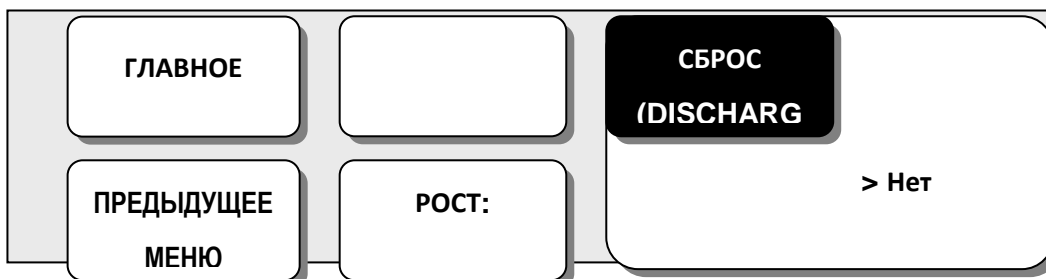 ГЛАВНОЕ
СБРОС
(DISCHARG
> Нет
ПРЕДЫДУЩЕЕ
МЕНЮ
РОСТ: